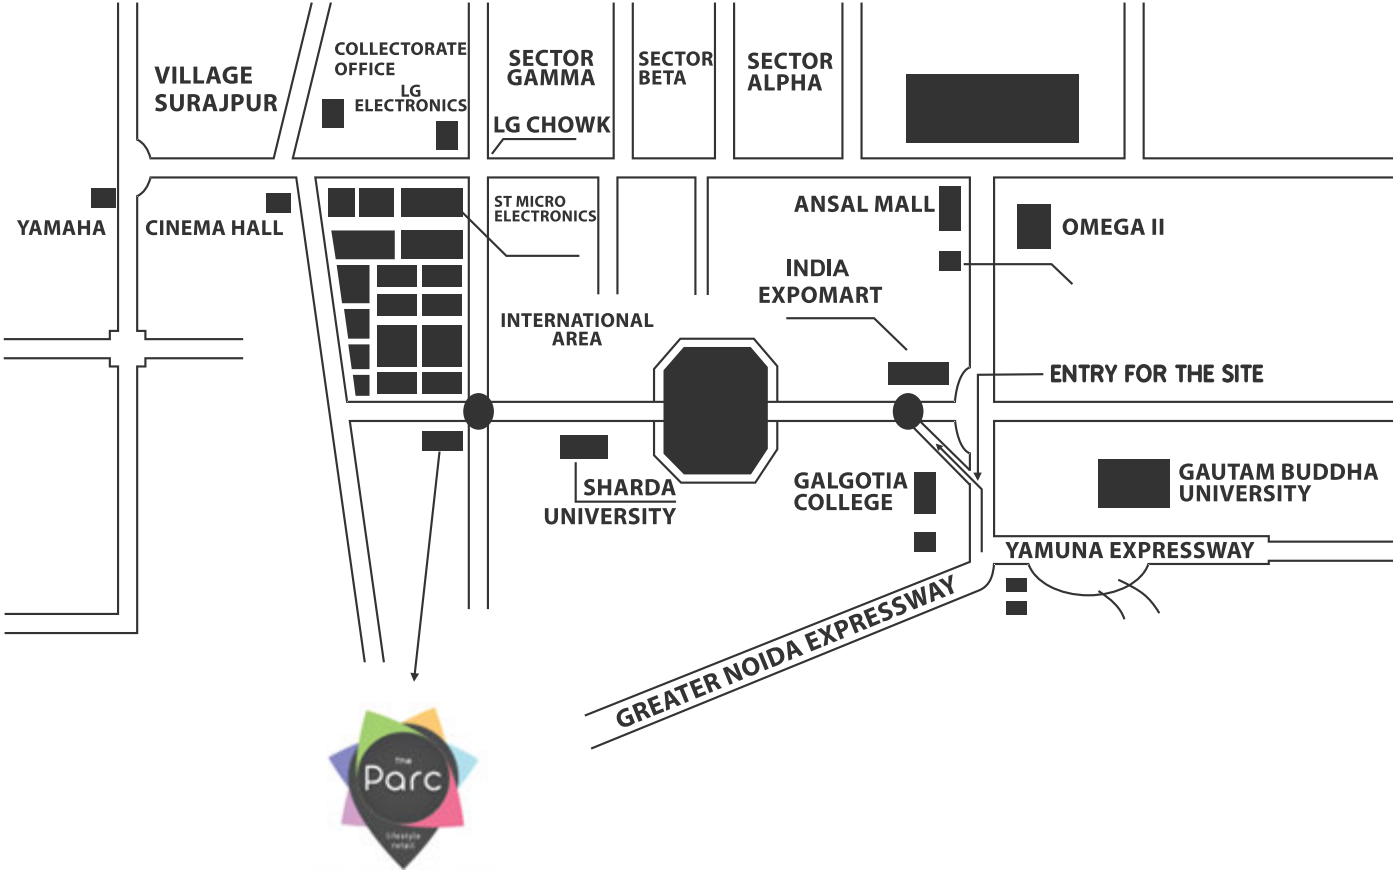 COLLECTORATE
OFFICE
LG
ELECTRONICS
SECTOR
GAMMA
SECTOR
BETA
SECTOR
ALPHA
VILLAGE
SURAJPUR
LG CHOWK
YAMAHA
CINEMA HALL
ST MICRO
ELECTRONICS
ANSAL MALL
OMEGA II
INDIA
EXPOMART
INTERNATIONAL
AREA
ENTRY FOR THE SITE
SHARDA
UNIVERSITY
GALGOTIA
COLLEGE
GAUTAM BUDDHA
UNIVERSITY
YAMUNA EXPRESSWAY
GREATER NOIDA EXPRESSWAY
The
Parc
lifestyle
retail